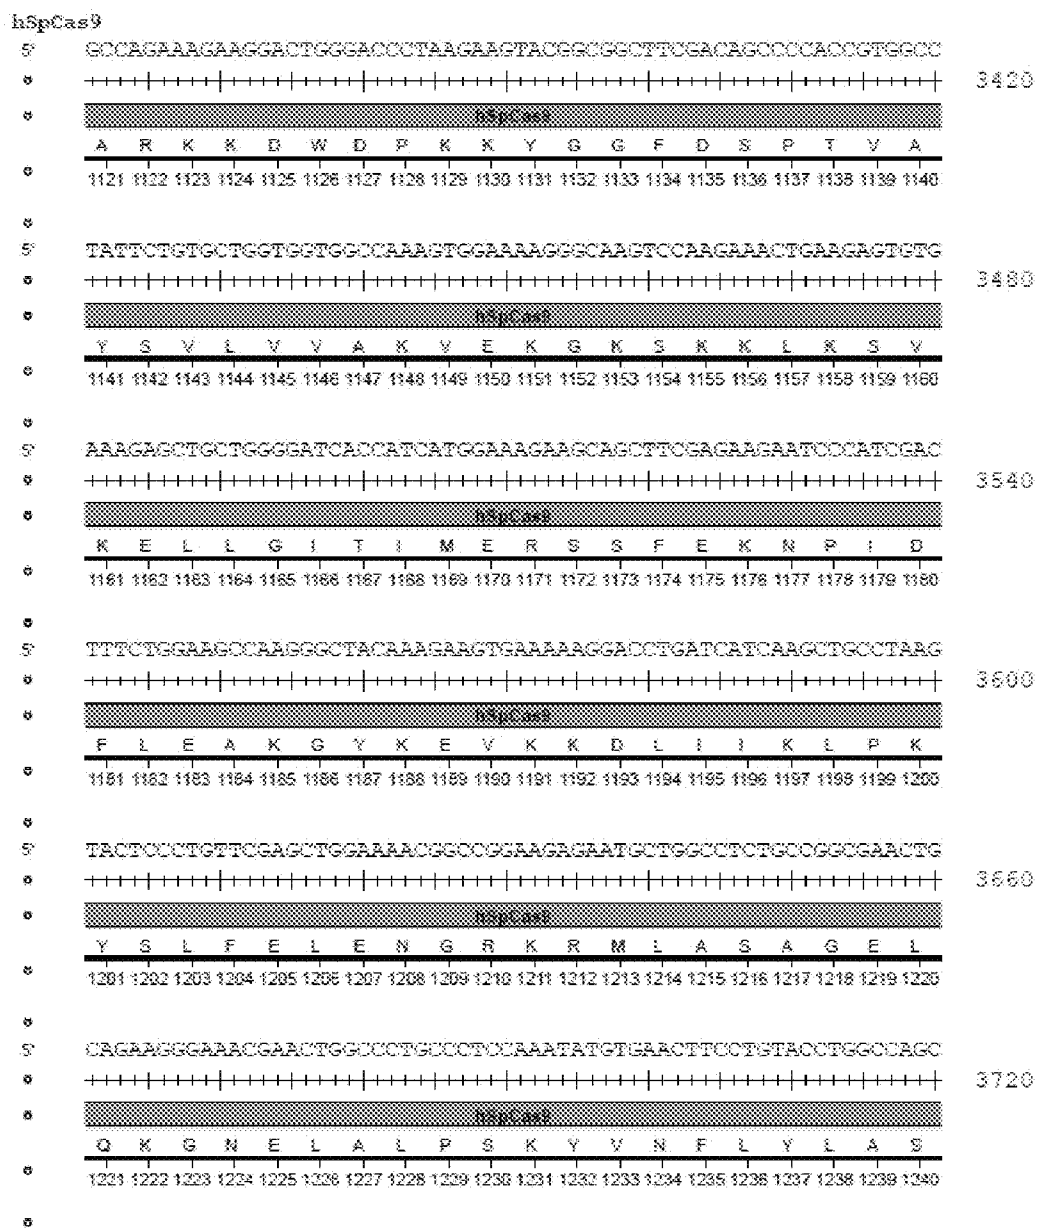 hSpCas9
5' GCCAGAAAGAAGGACTGGGACCCTAAGAAGTACGGCGGCTTCGACAGCCCCACCGTGGCC
3420
hSpCas9
A R K K D W D P K K Y G G F D S P T V A
1121 1122 1123 1124 1125 1126 1127 1128 1129 1130 1131 1132 1133 1134 1135 1136 1137 1138 1139 1140
5' TATTCTGTGCTGGTGGTGGCCAAAGTGGAAAAGGGCAAGTCCAAGAAACTGAAGAGTGTG
3480
hSpCas9
Y S V L V V A K V E K G K S K K L K S V
1141 1142 1143 1144 1145 1146 1147 1148 1149 1150 1151 1152 1153 1154 1155 1156 1157 1158 1159 1160
5' AAAGAGCTGCTGGGGATCACCATCATGGAAAGAAGCAGCTTCGAGAAGAATCCCATCGAC
3540
hSpCas9
K E L L G I T I M E R S S F E K N P I D
1161 1162 1163 1164 1165 1166 1167 1168 1169 1170 1171 1172 1173 1174 1175 1176 1177 1178 1179 1180
5' TTTCTGGAAGCCAAGGGCTACAAAGAAGTGAAAAAGGACCTGATCATCAAGCTGCCTAAG
3600
hSpCas9
F L E A K G Y K E V K K D L I I K L P K
1181 1182 1183 1184 1185 1186 1187 1188 1189 1190 1191 1192 1193 1194 1195 1196 1197 1198 1199 1200
5' TACTCCCTGTTCGAGCTGGAAAACGGCCGGAAGAGAATGCTGGCCTCTGCCGGCGAACTG
3660
hSpCas9
Y S L F E L E N G R K R M L A S A G E L
1201 1202 1203 1204 1205 1206 1207 1208 1209 1210 1211 1212 1213 1214 1215 1216 1217 1218 1219 1220
5' CAGAAGGGAAACGAACTGGCCCTGCCCTCCAAATATGTGAACTTCCTGTACCTGGCCAGC
3720
hSpCas9
Q K G N E L A L P S K Y V N F L Y L A S
1221 1222 1223 1224 1225 1226 1227 1228 1229 1230 1231 1232 1233 1234 1235 1236 1237 1238 1239 1240